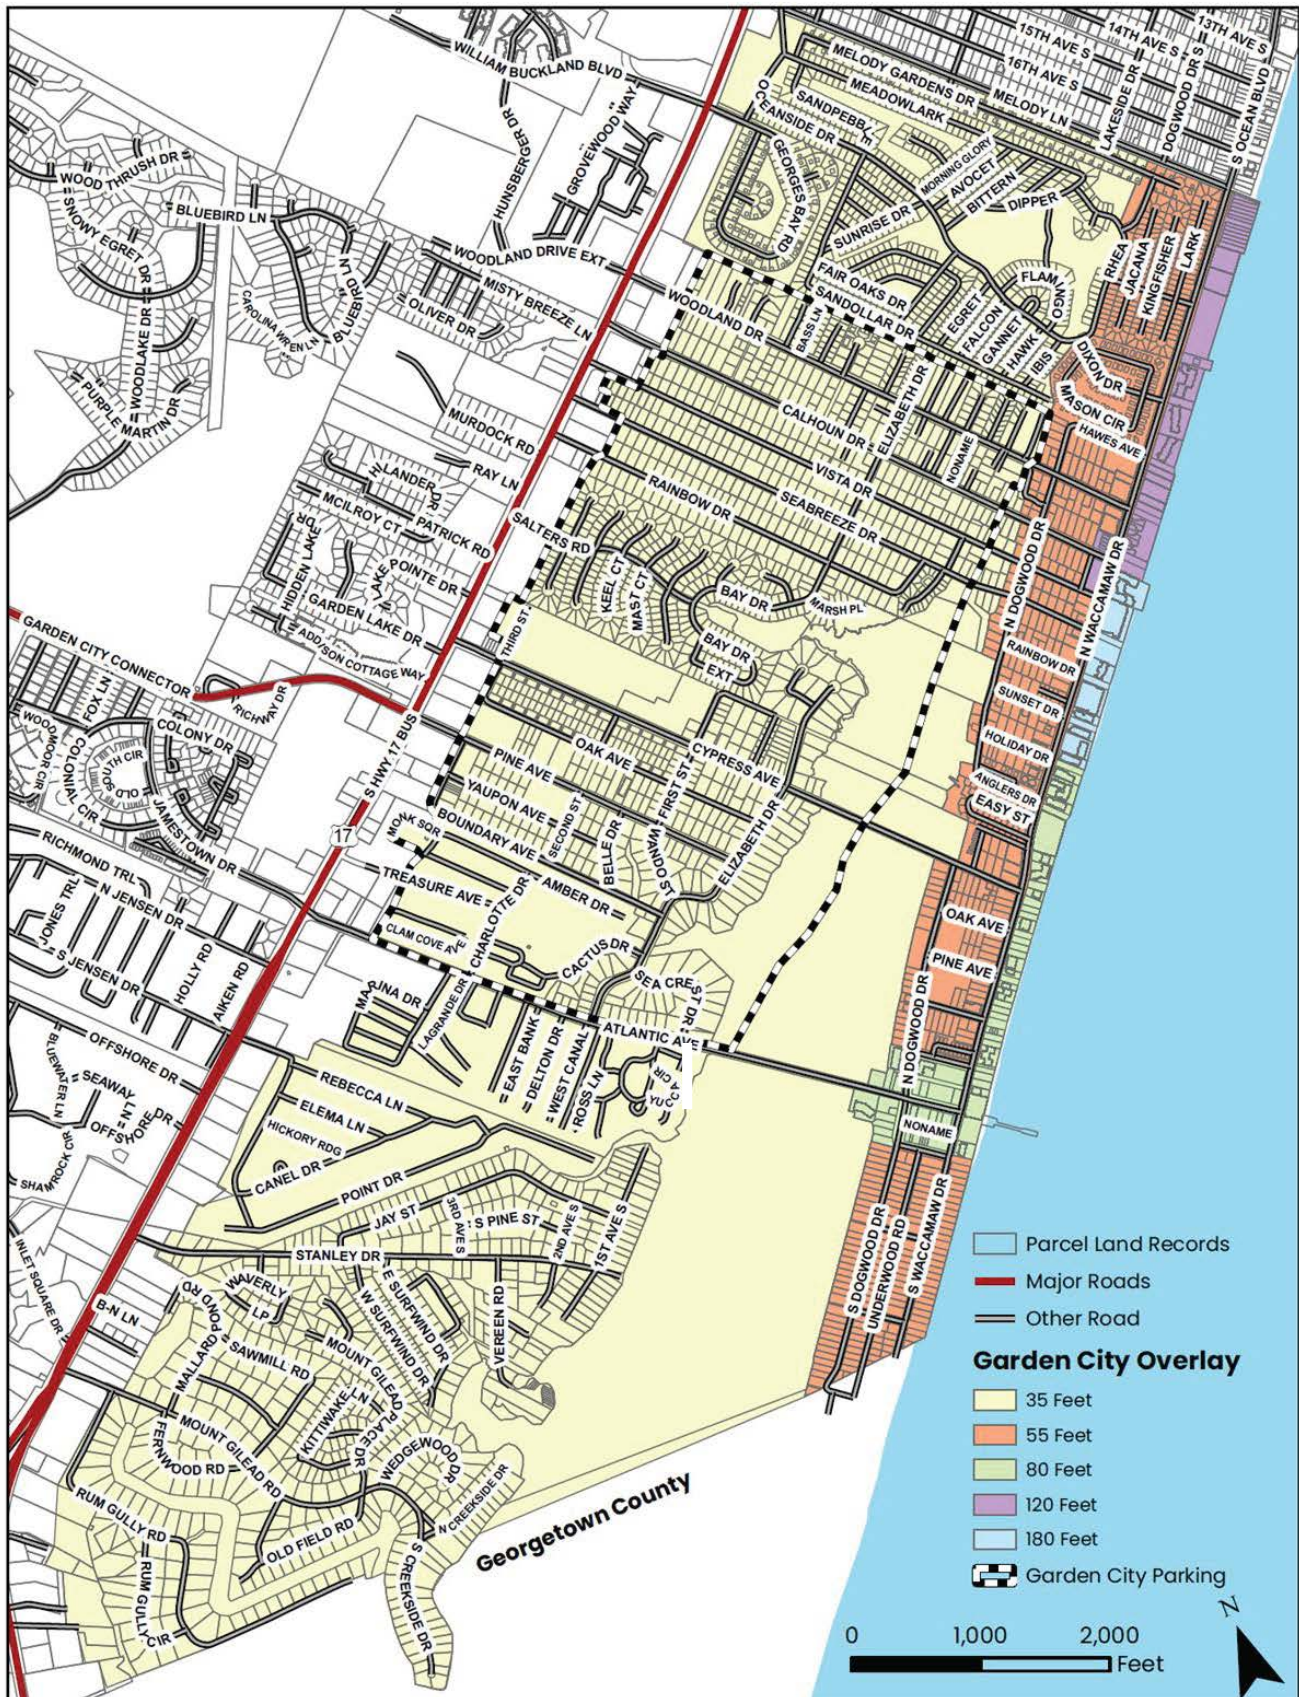 13TH AVE S
14TH AVE S
15TH AVE S
16TH AVE S
WILLIAM BUCKLAND BLVD
MELODY GARDENS DR
MEADOWLARK
MELODY LN
LAKESIDE DR
DOGWOOD DR S
S OCEAN BLVD
OCEANSIDE DR
SANDPEBBLE
HUNSBERGER DR
GROVEWOOD WAY
GEORGES BAY RD
MORNING GLORY
AVOCET
BITTERN
DIPPER
WOOD THRUSH DR
SNOWY EGRET DR
BLUEBIRD LN
BLUEBIRD LN
WOODLAND DRIVE EXT
SUNRISE DR
RHEA
JACANA
KINGFISHER
LARK
MISTY BREEZE LN
OLIVER DR
CAROLINA WREN LN
WOODLAKE DR
PURPLE MARTIN DR
FAIR OAKS DR
SANDOLLAR DR
FLAMINGO
EGRET
FALCON
GANNET
HAWK
IBIS
WOODLAND DR
BASS LN
ELIZABETH DR
DIXON DR
MASON CIR
HAWES AVE
MURDOCK RD
RAY LN
HILANDER DR
MCILROY CT
PATRICK RD
CALHOUN DR
VISTA DR
NONAME
RAINBOW DR
SEABREEZE DR
SALTERS RD
HIDDEN LAKE DR
LAKE POINTE DR
GARDEN LAKE DR
ADDYSON COTTAGE WAY
KEEL CT
MAST CT
BAY DR
MARSH PL
N DOGWOOD DR
N WACCAMAW DR
THIRD ST
BAY DR
EXT
RAINBOW DR
SUNSET DR
HOLIDAY DR
ANGLERS DR
EASY ST
GARDEN CITY CONNECTOR
RICHWAY DR
FOX LN
COLONY DR
COLONIAL CIR
OLD SOUTH CIR
JAMESTOWN DR
S HWY 17 BUS
17
OAK AVE
CYPRESS AVE
PINE AVE
YAUPON AVE
FIRST ST
SECOND ST
BOUNDARY AVE
MONK SQR
BELLE DR
WANDO ST
ELIZABETH DR
TREASURE AVE
AMBER DR
CHARLOTTE DR
CLAM COVE AVE
CACTUS DR
SEA CREST DR
OAK AVE
PINE AVE
N DOGWOOD DR
RICHMOND TRL
N JENSEN DR
JONES TRL
S JENSEN DR
HOLLY RD
AIKEN RD
MARINA DR
LAGRANDE DR
ATLANTIC AVE
EAST BANK
DELTON DR
WEST CANAL
ROSS LN
YUCCA CIR
OFFSHORE DR
BLUEWATER LN
SEAWAY LN
OFFSHORE DR
SHAMROCK CIR
REBECCA LN
ELEMA LN
HICKORY RDG
CANEL DR
POINT DR
NONAME
JAY ST
3RD AVE S
S PINE ST
2ND AVE S
1ST AVE S
STANLEY DR
S DOGWOOD DR
UNDERWOOD RD
S WACCAMAW DR
INLET SQUARE DR
B-N LN
WAVERLY
LP
MALLARD POND RD
E SURFWIND DR
W SURFWIND DR
VEREEN RD
SAWMILL RD
MOUNT GILEAD PLACE DR
KITTIWAKE LN
MOUNT GILEAD RD
FERNWOOD RD
WEDGEWOOD DR
N CREEKSIDE DR
RUM GULLY RD
OLD FIELD RD
RUM GULLY CIR
S CREEKSIDE DR
Georgetown County
Parcel Land Records
Major Roads
Other Road
Garden City Overlay
35 Feet
55 Feet
80 Feet
120 Feet
180 Feet
Garden City Parking
N
0 1,000 2,000
Feet